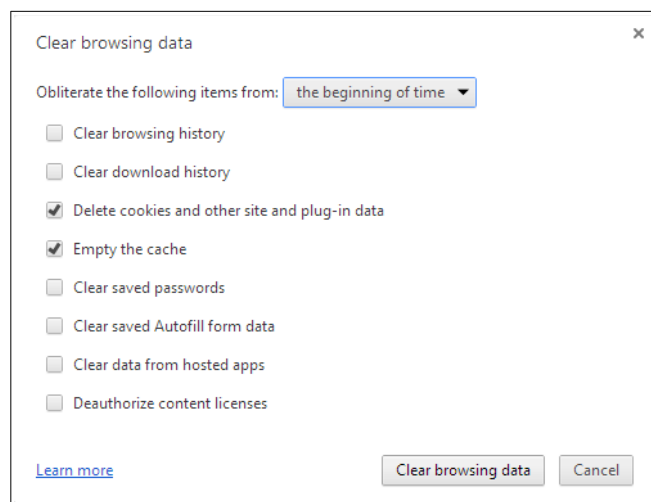 Clear browsing data
Obliterate the following items from: the beginning of time
Clear browsing history
Clear download history
Delete cookies and other site and plug-in data
Empty the cache
Clear saved passwords
Clear saved Autofill form data
Clear data from hosted apps
Deauthorize content licenses
Learn more Clear browsing data Cancel